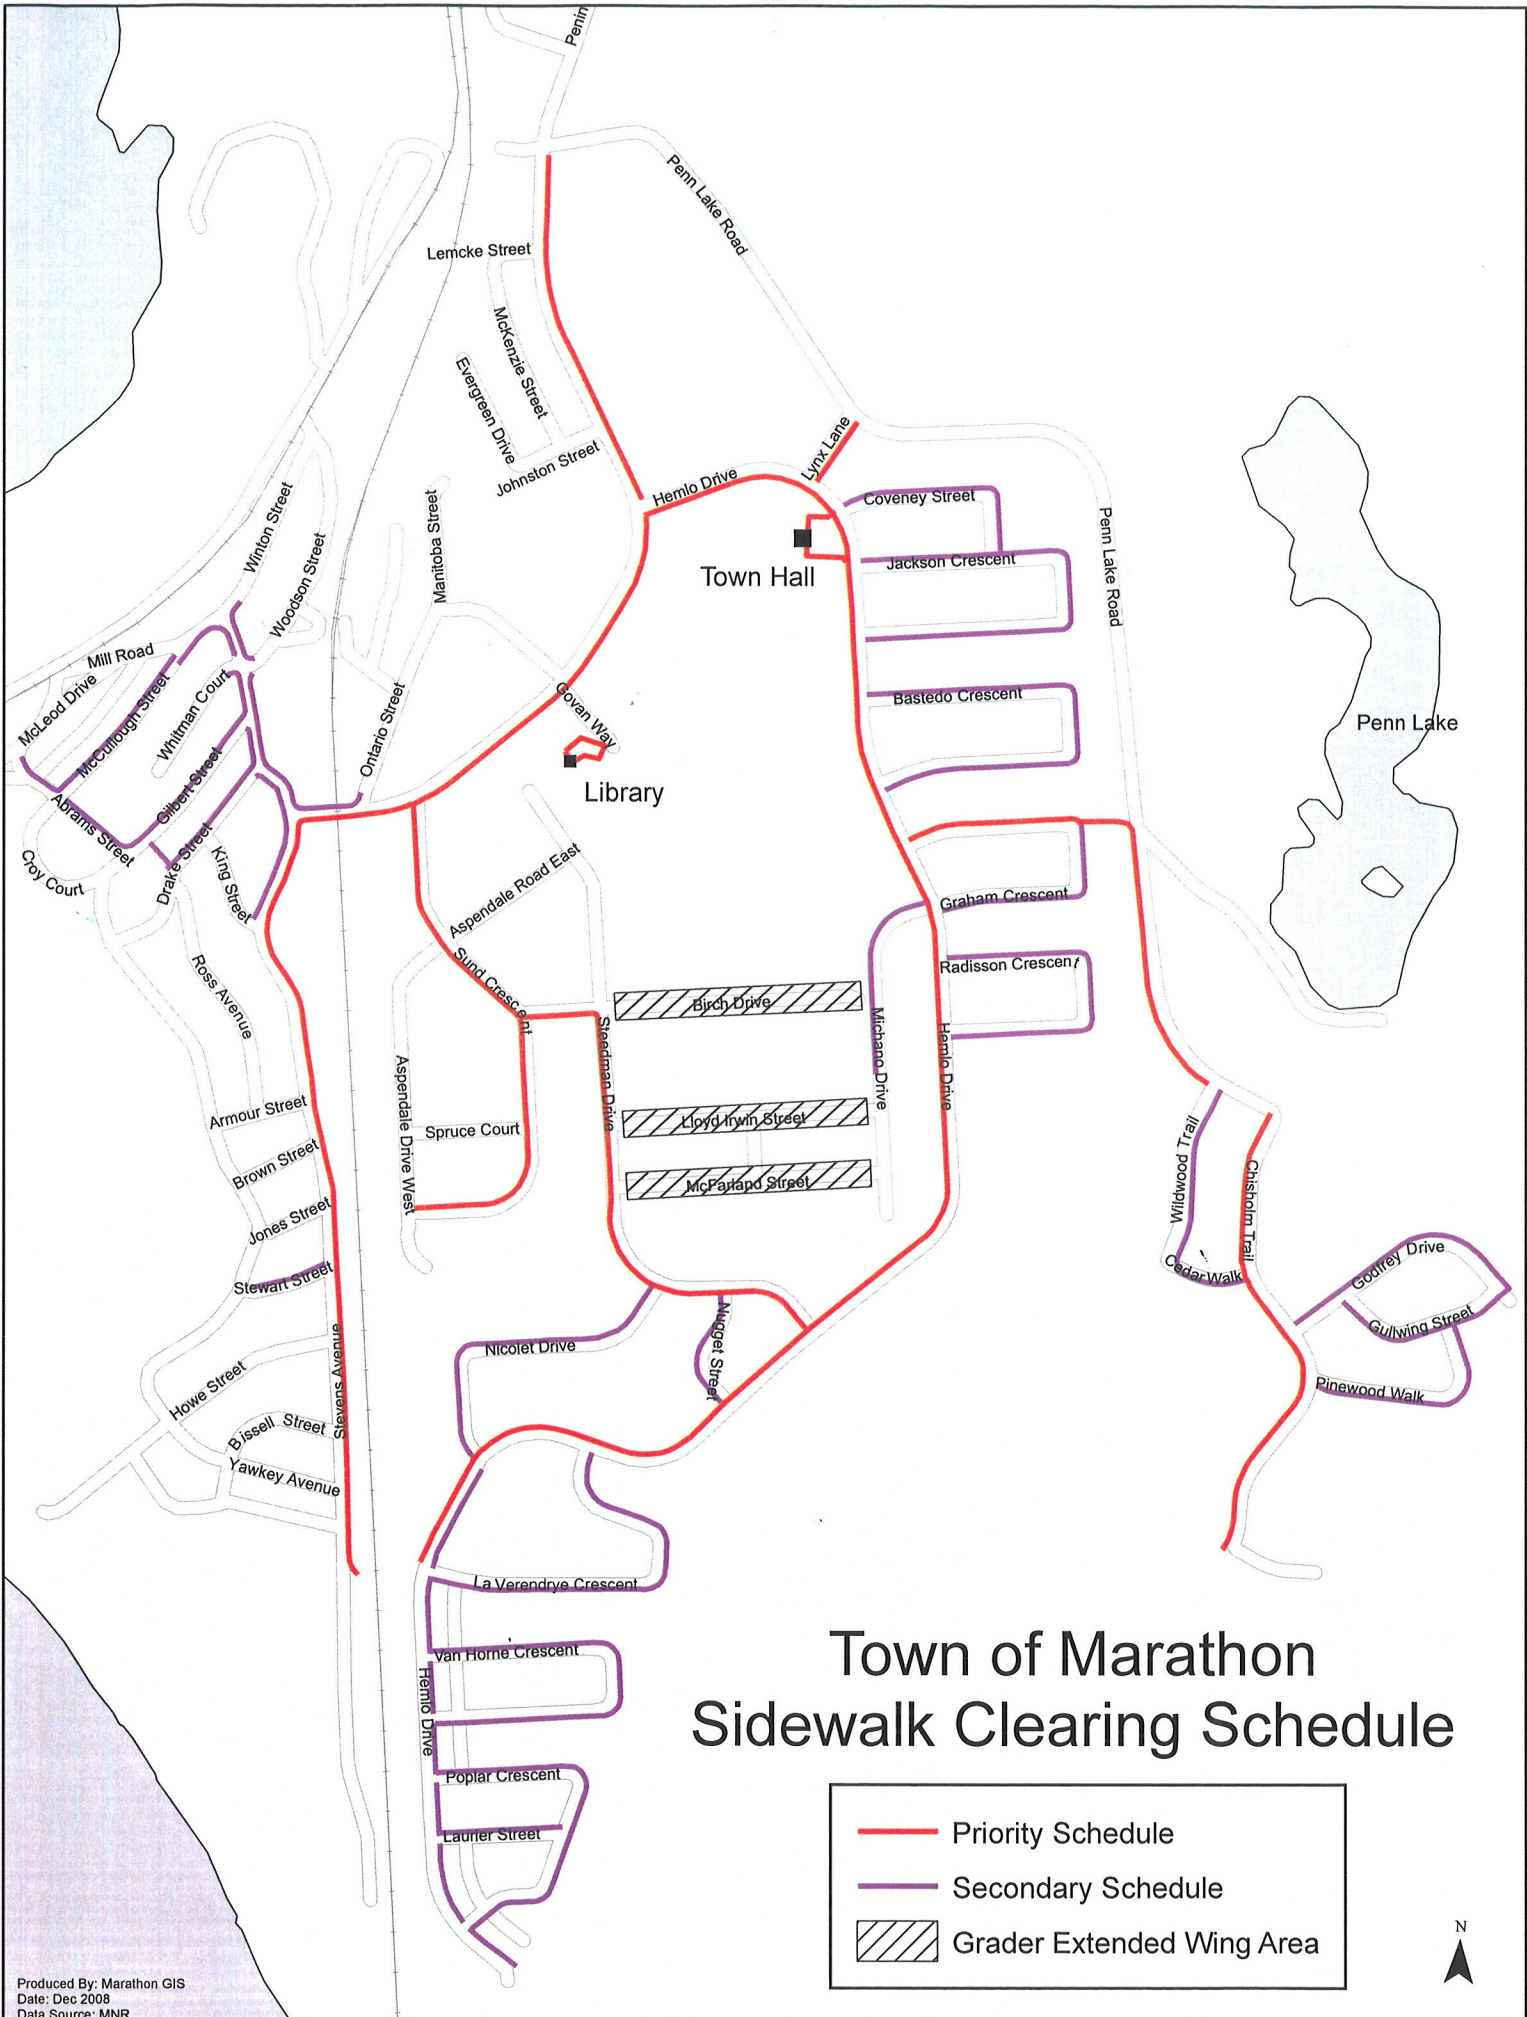 Penin
Penn Lake Road
Lemcke Street
McKenzie Street
Evergreen Drive
Johnston Street
Lynx Lane
Hemlo Drive
Coveney Street
Jackson Crescent
Town Hall
Penn Lake Road
Manitoba Street
Winton Street
Woodson Street
Mill Road
McLeod Drive
McCullough Street
Whitman Court
Gilbert Street
Ontario Street
Govan Way
Library
Bastedo Crescent
Penn Lake
Abrams Street
Drake Street
King Street
Croy Court
Aspendale Road East
Sund Crescent
Graham Crescent
Radisson Crescent
Ross Avenue
Birch Drive
Steedman Drive
Michano Drive
Hemlo Drive
Armour Street
Aspendale Drive West
Spruce Court
Lloyd Irwin Street
McFarland Street
Brown Street
Jones Street
Stewart Street
Wildwood Trail
Chisholm Trail
Cedar Walk
Godfrey Drive
Gullwing Street
Pinewood Walk
Nicolet Drive
Nugget Street
Howe Street
Stevens Avenue
Bissell Street
Yawkey Avenue
La Verendrye Crescent
Van Horne Crescent
Hemlo Drive
Poplar Crescent
Laurier Street
Town of Marathon
Sidewalk Clearing Schedule
Priority Schedule
Secondary Schedule
Grader Extended Wing Area
N
Produced By: Marathon GIS
Date: Dec 2008
Data Source: MNR